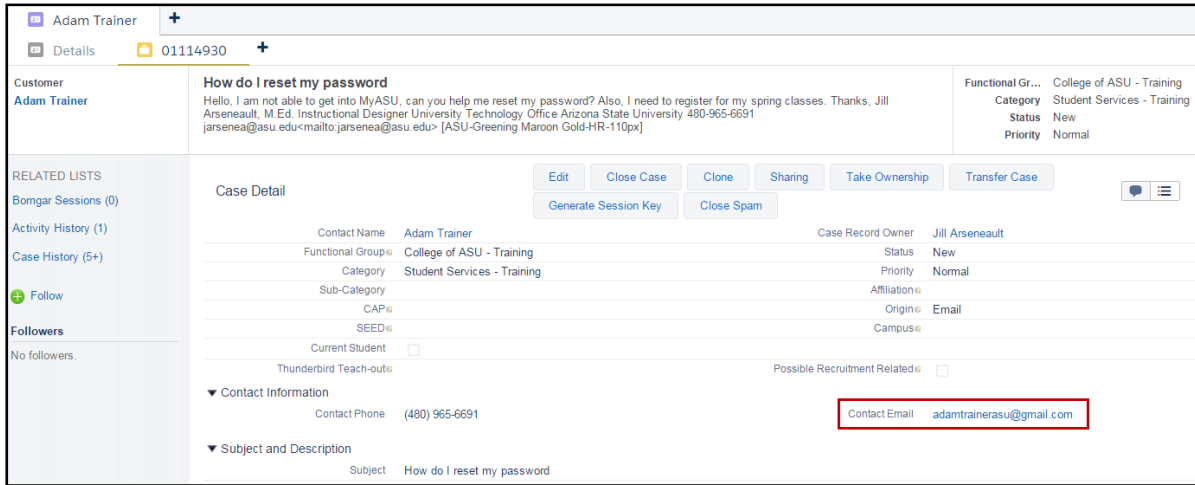 Adam Trainer +
Details 01114930 +
Customer
Adam Trainer
How do I reset my password
Hello, I am not able to get into MyASU, can you help me reset my password? Also, I need to register for my spring classes. Thanks, Jill
Arseneault, M.Ed. Instructional Designer University Technology Office Arizona State University 480-965-6691
jarsenea@asu.edu<mailto:jarsenea@asu.edu> [ASU-Greening Maroon Gold-HR-110px]
Functional Gr... College of ASU - Training
Category Student Services - Training
Status New
Priority Normal
RELATED LISTS
Bomgar Sessions (0)
Activity History (1)
Case History (5+)
Follow
Followers
No followers.
Case Detail
Edit Close Case Clone Sharing Take Ownership Transfer Case
Generate Session Key Close Spam
Contact Name Adam Trainer Case Record Owner Jill Arseneault
Functional Group College of ASU - Training Status New
Category Student Services - Training Priority Normal
Sub-Category Affiliation
CAP Origin Email
SEED Campus
Current Student
Thunderbird Teach-out Possible Recruitment Related
Contact Information
Contact Phone (480) 965-6691 Contact Email adamtrainerasu@gmail.com
Subject and Description
Subject How do I reset my password